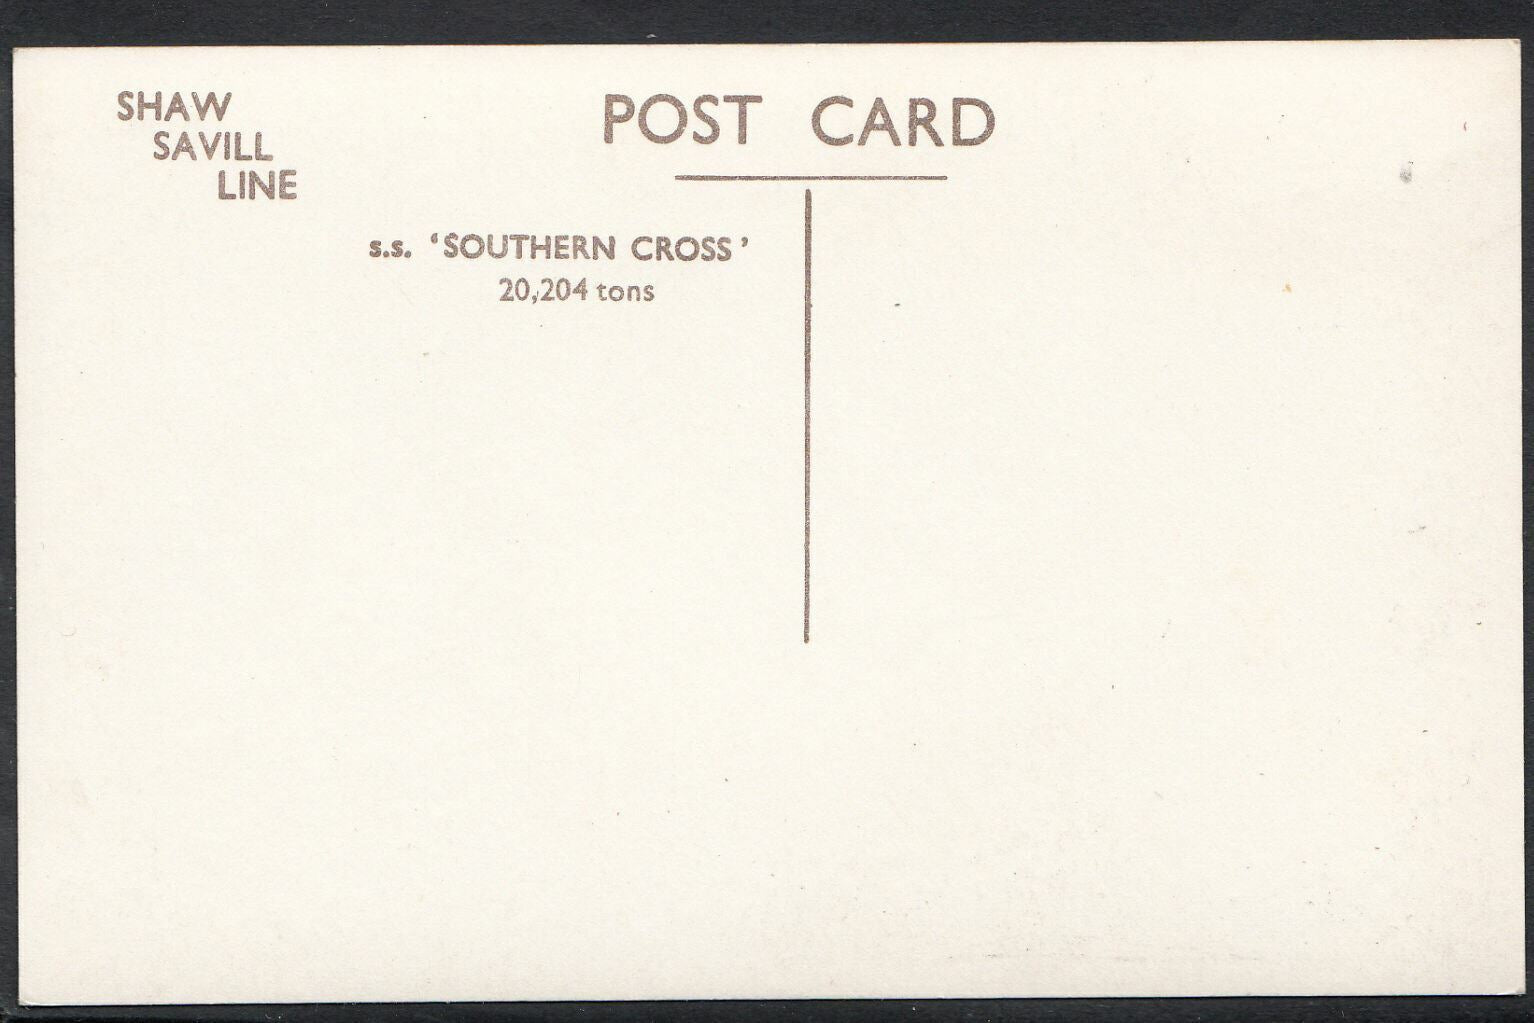 SHAW
SAVILL
LINE
POST CARD
s.s. ‘SOUTHERN CROSS’
20,204 tons